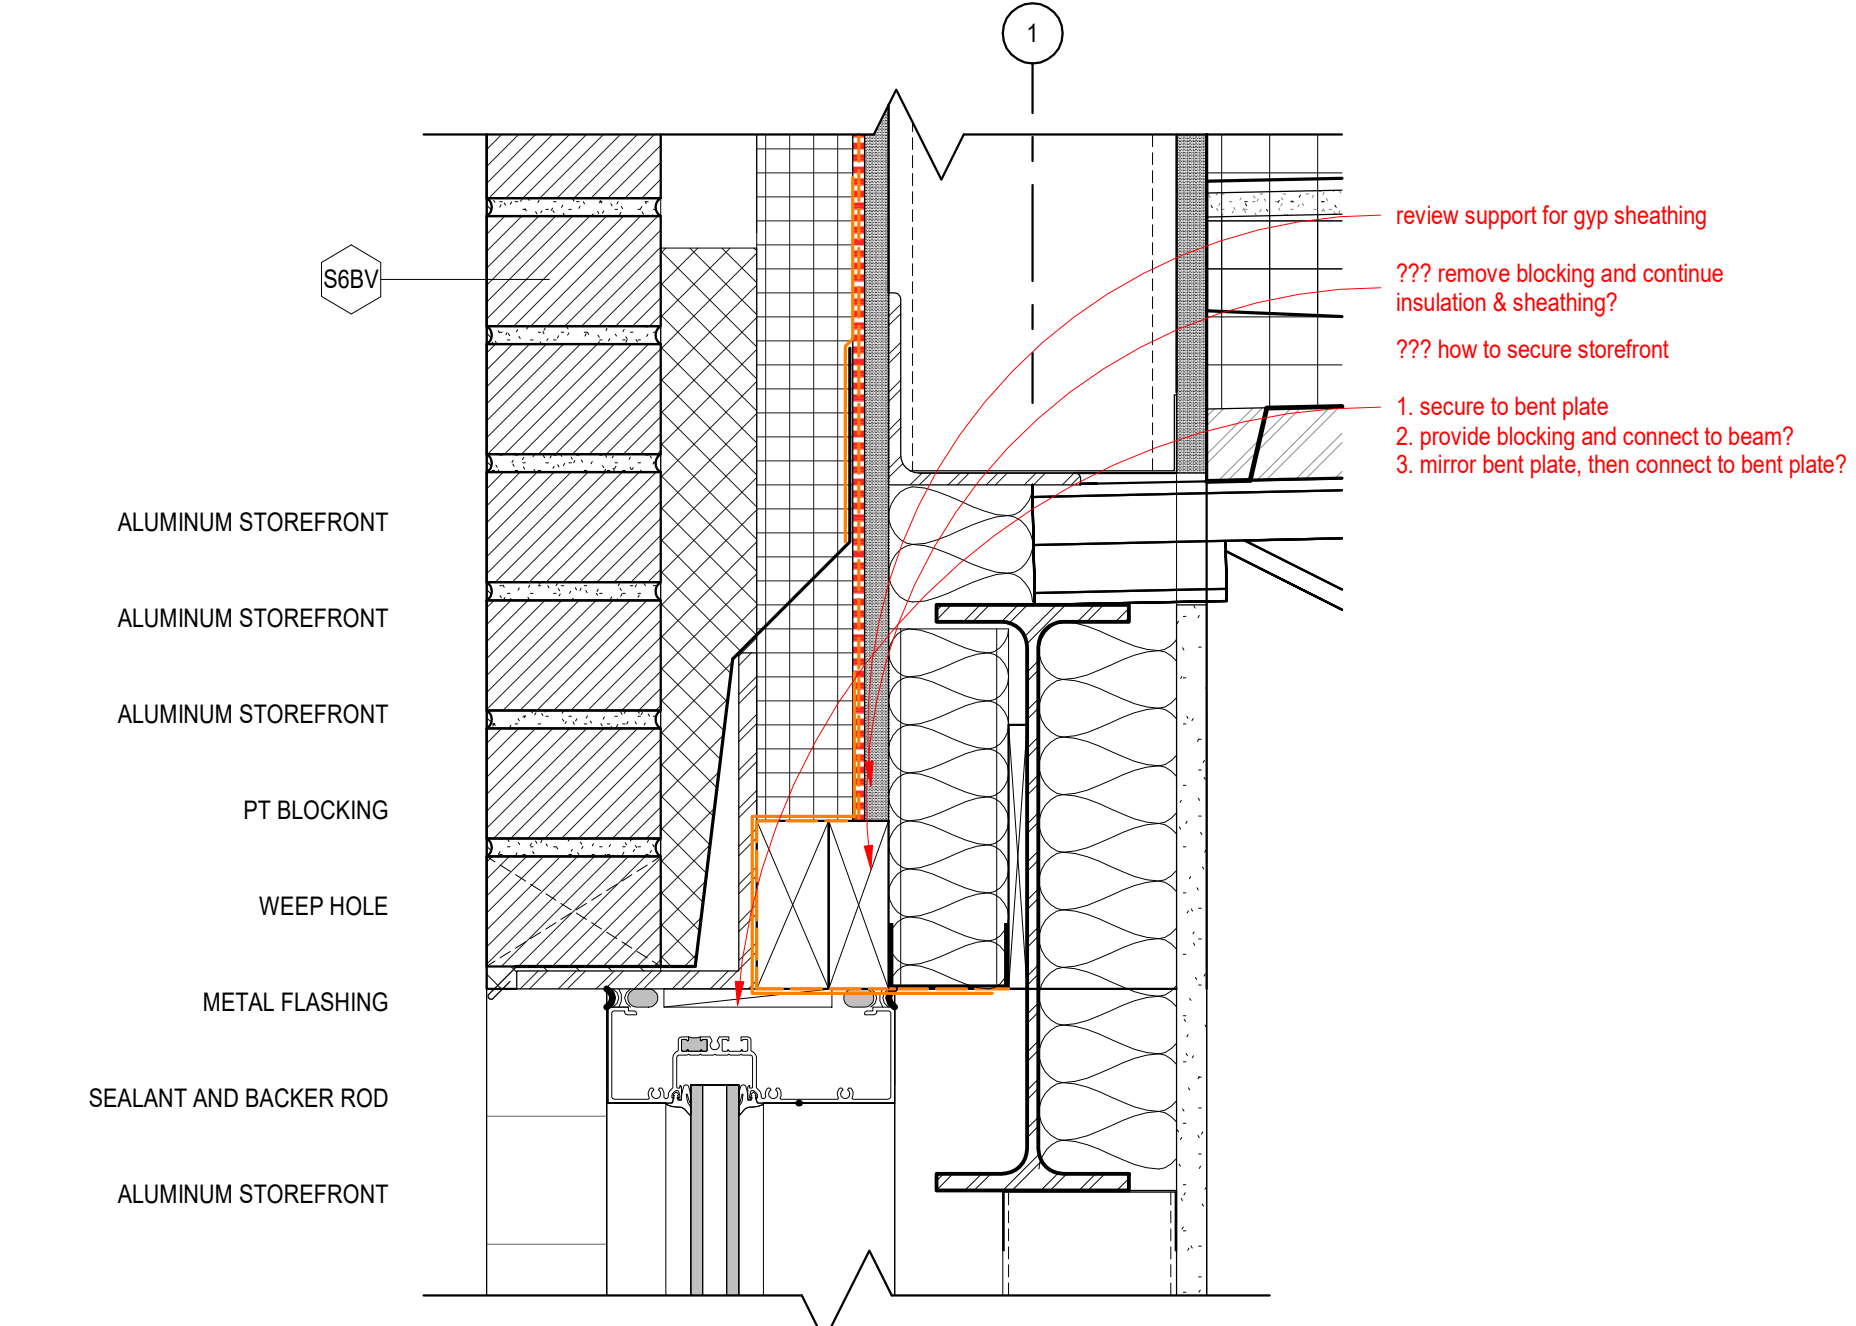 1
review support for gyp sheathing
S6BV
??? remove blocking and continue
insulation & sheathing?
??? how to secure storefront
1. secure to bent plate
2. provide blocking and connect to beam?
3. mirror bent plate, then connect to bent plate?
ALUMINUM STOREFRONT
ALUMINUM STOREFRONT
ALUMINUM STOREFRONT
PT BLOCKING
WEEP HOLE
METAL FLASHING
SEALANT AND BACKER ROD
ALUMINUM STOREFRONT